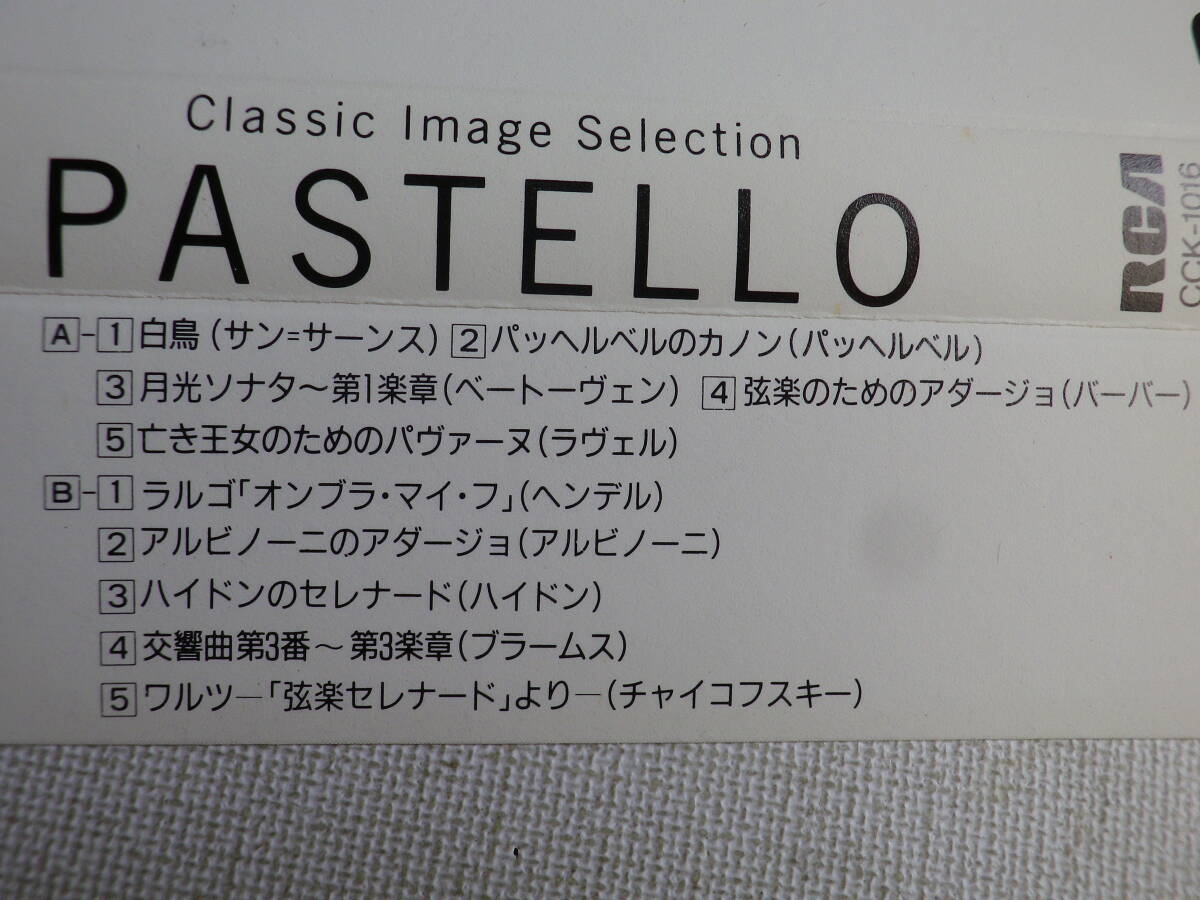 Classic Image Selection
PASTELLO
RCA
CCK-1016
A-1 白鳥(サン=サーンス) 2 パッヘルベルのカノン(パッヘルベル)
3 月光ソナタ〜第1楽章(ベートーヴェン) 4 弦楽のためのアダージョ(バーバー)
5 亡き王女のためのパヴァーヌ(ラヴェル)
B-1 ラルゴ「オンブラ・マイ・フ」(ヘンデル)
2 アルビノーニのアダージョ(アルビノーニ)
3 ハイドンのセレナード(ハイドン)
4 交響曲第3番〜第3楽章(ブラームス)
5 ワルツ―「弦楽セレナード」より―(チャイコフスキー)